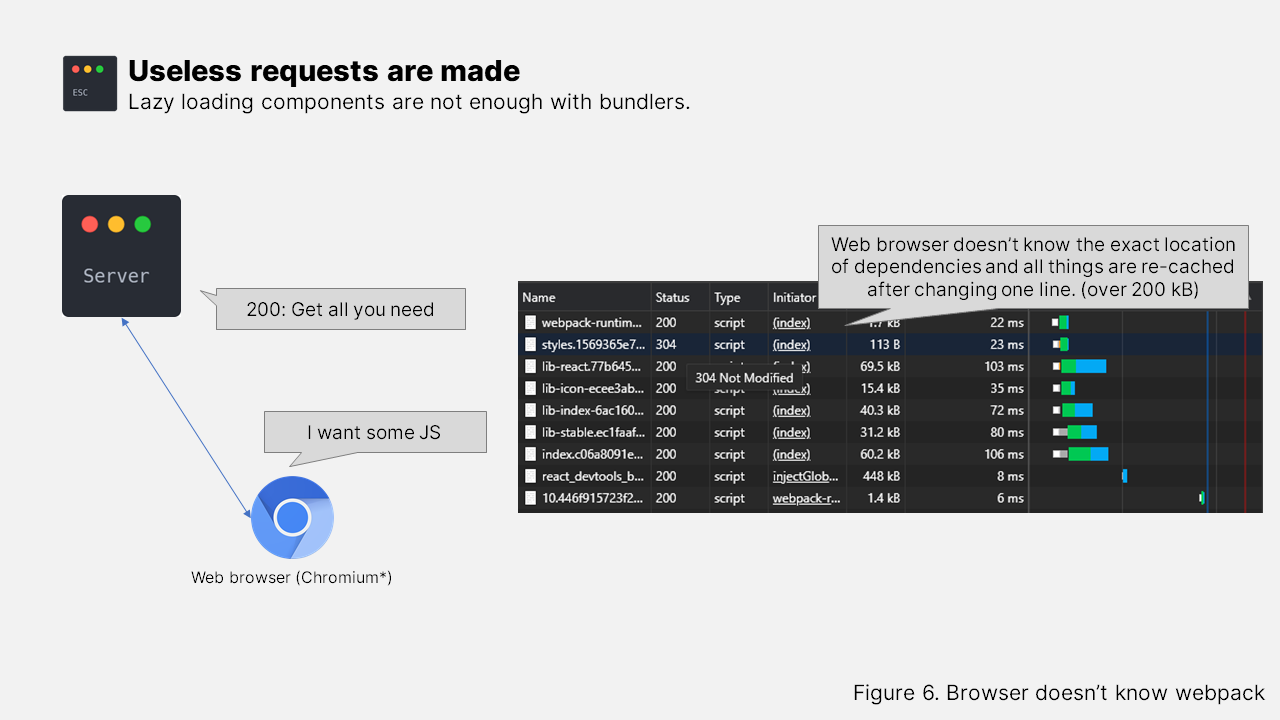 ESC
Useless requests are made
Lazy loading components are not enough with bundlers.
Server
200: Get all you need
I want some JS
Web browser (Chromium*)
Web browser doesn't know the exact location
of dependencies and all things are re-cached
after changing one line. (over 200 kB)
Name Status Type Initiator
webpack-runtim... 200 script (index) 1.7 kB 22 ms
styles.1569365e7... 304 script (index) 113 B 23 ms
lib-react.77b645... 200 script (index) 69.5 kB 103 ms
304 Not Modified
lib-icon-ecee3ab... 200 script (index) 15.4 kB 35 ms
lib-index-6ac160... 200 script (index) 40.3 kB 72 ms
lib-stable.ec1faaf... 200 script (index) 31.2 kB 80 ms
index.c06a8091e... 200 script (index) 60.2 kB 106 ms
react_devtools_b... 200 script injectGlob... 448 kB 8 ms
10.446f915723f2... 200 script webpack-r... 1.4 kB 6 ms
Figure 6. Browser doesn't know webpack